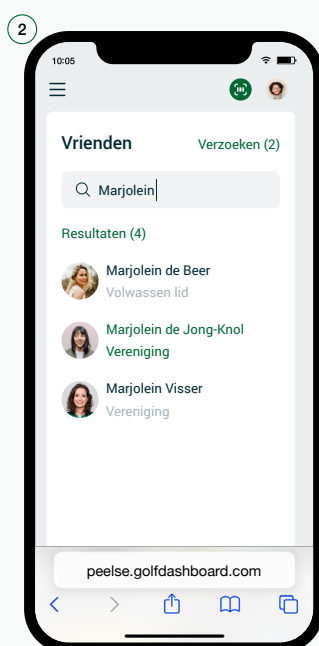 2
10:05
Vrienden
Verzoeken (2)
Marjolein
Resultaten (4)
Marjolein de Beer
Volwassen lid
Marjolein de Jong-Knol
Vereniging
Marjolein Visser
Vereniging
peelse.golfdashboard.com